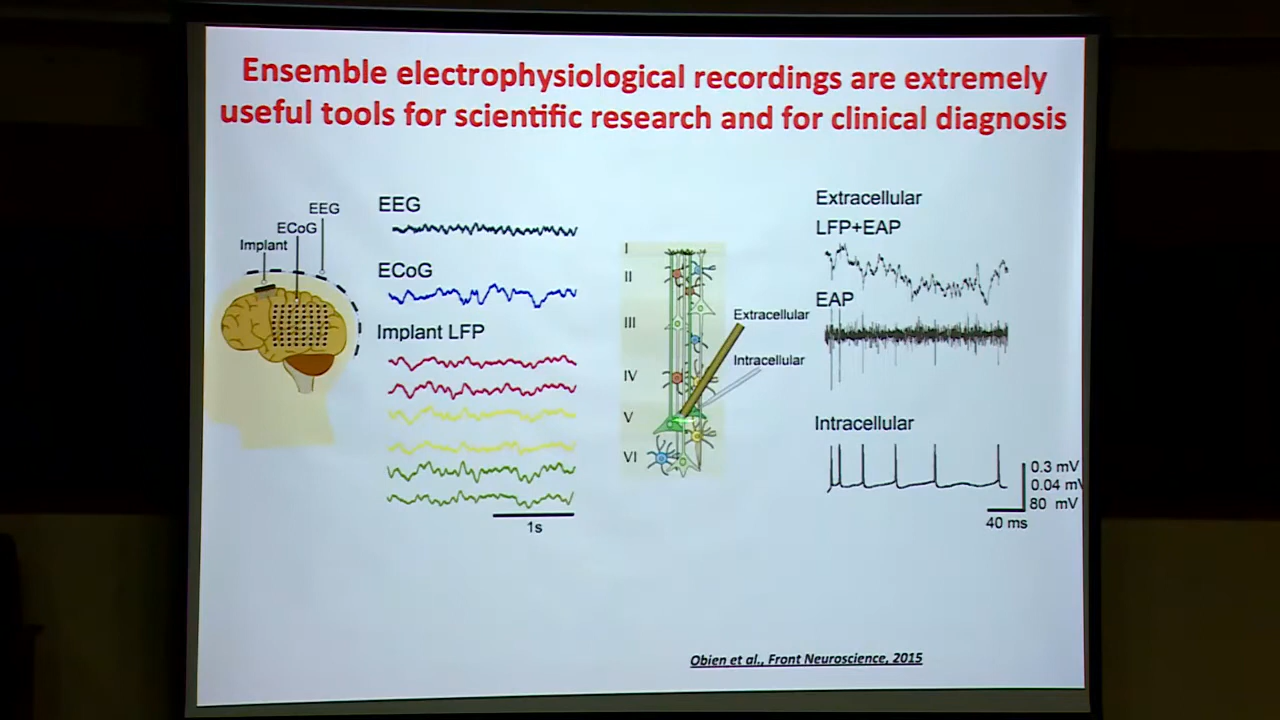 Ensemble electrophysiological recordings are extremely
useful tools for scientific research and for clinical diagnosis
EEG
ECoG
Implant
EEG
ECoG
Implant LFP
1s
I
II
III
IV
V
VI
Extracellular
Intracellular
Extracellular
LFP+EAP
EAP
Intracellular
0.3 mV
0.04 mV
80 mV
40 ms
Obien et al., Front Neuroscience, 2015